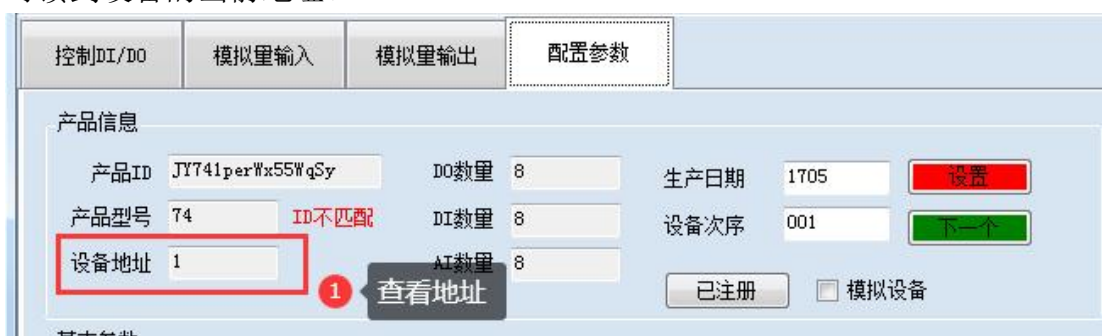 控制DI/DO 模拟量输入 模拟量输出 配置参数
产品信息
产品ID JY741perWx55WqSy DO数量 8 生产日期 1705 设置
产品型号 74 ID不匹配 DI数量 8 设备次序 001 下一个
设备地址 1 AI数量 8
1 查看地址 已注册 模拟设备